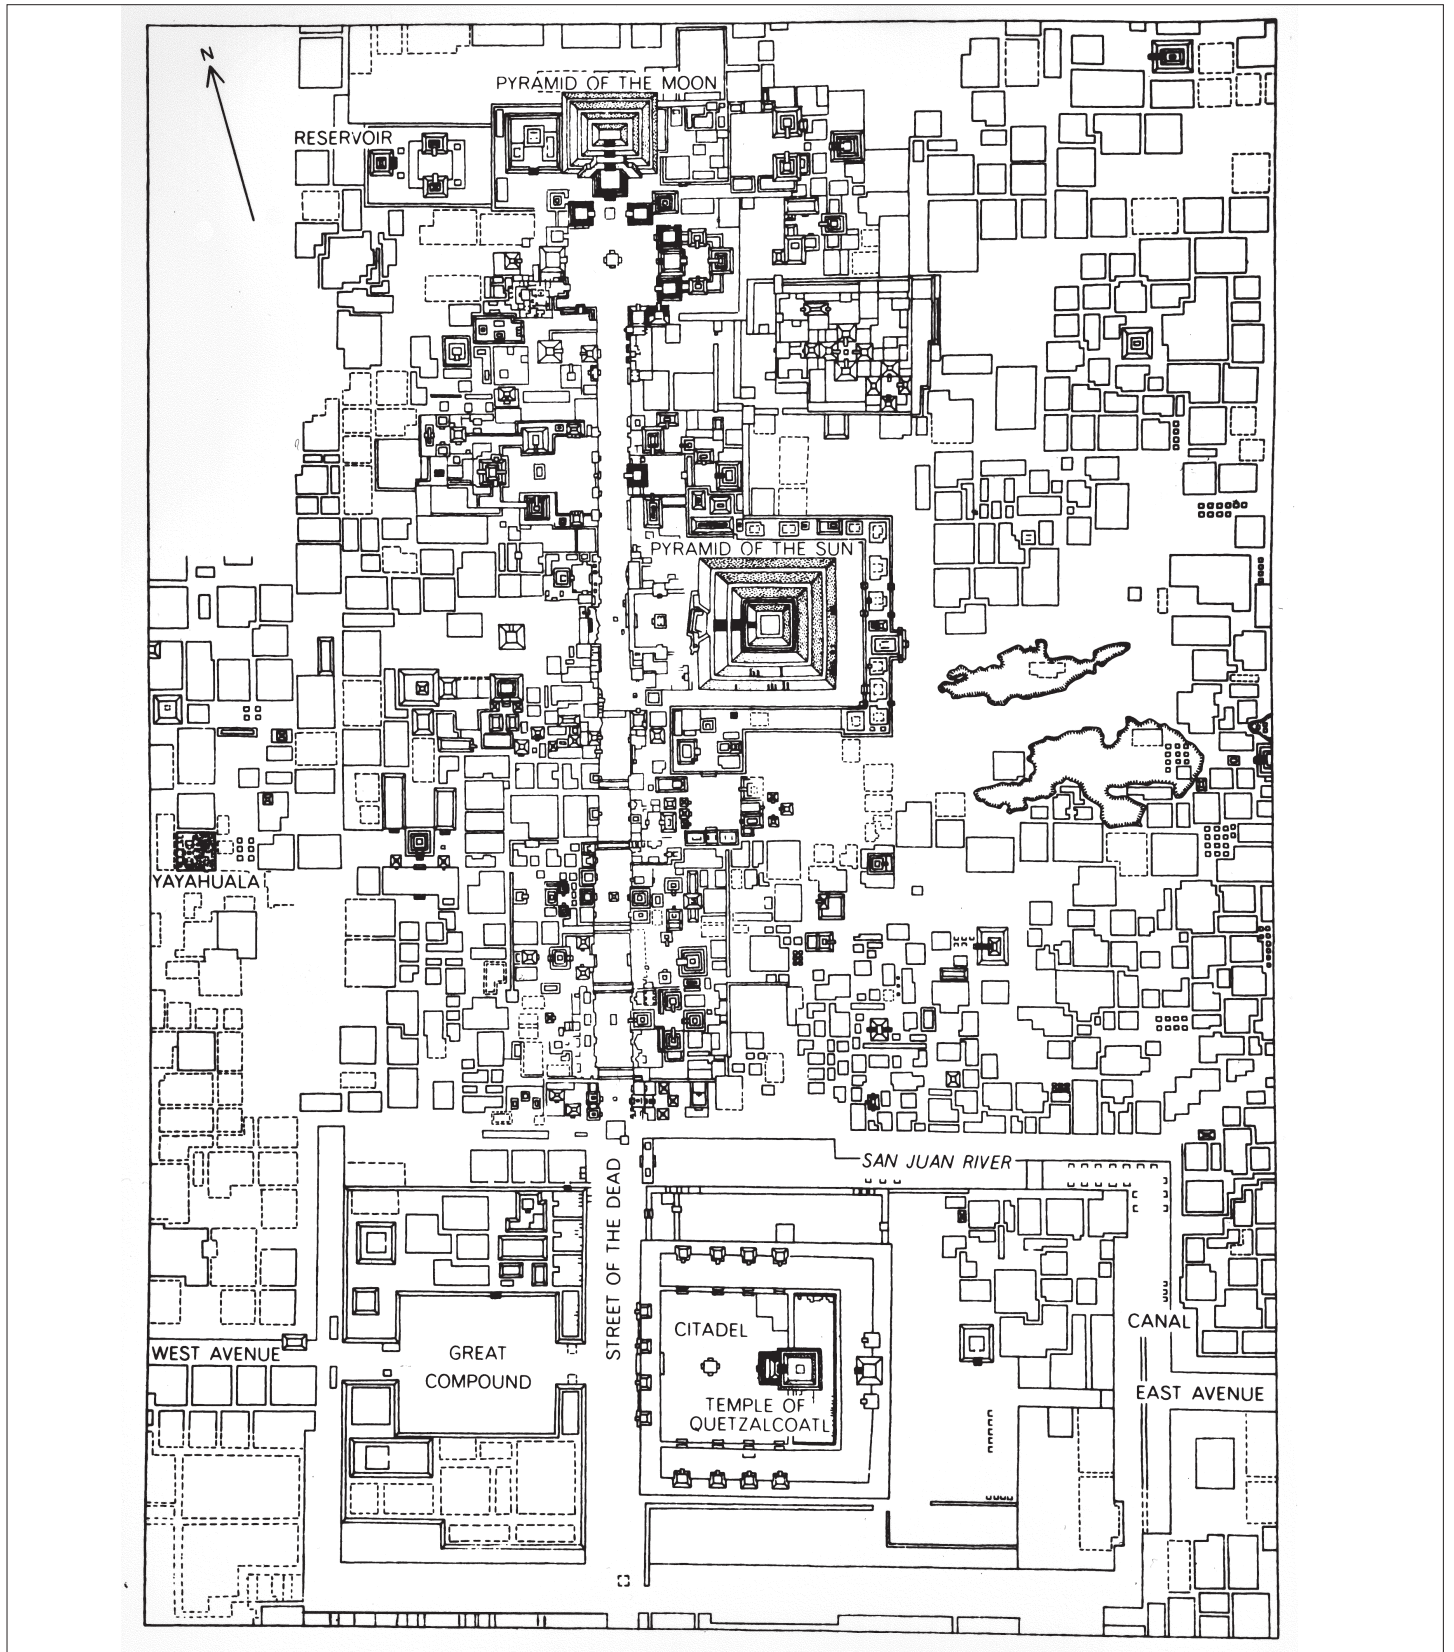 N
PYRAMID OF THE MOON
RESERVOIR
PYRAMID OF THE SUN
YAYAHUALA
SAN JUAN RIVER
STREET OF THE DEAD
CITADEL
CANAL
WEST AVENUE
GREAT
COMPOUND
EAST AVENUE
TEMPLE OF
QUETZALCOATL